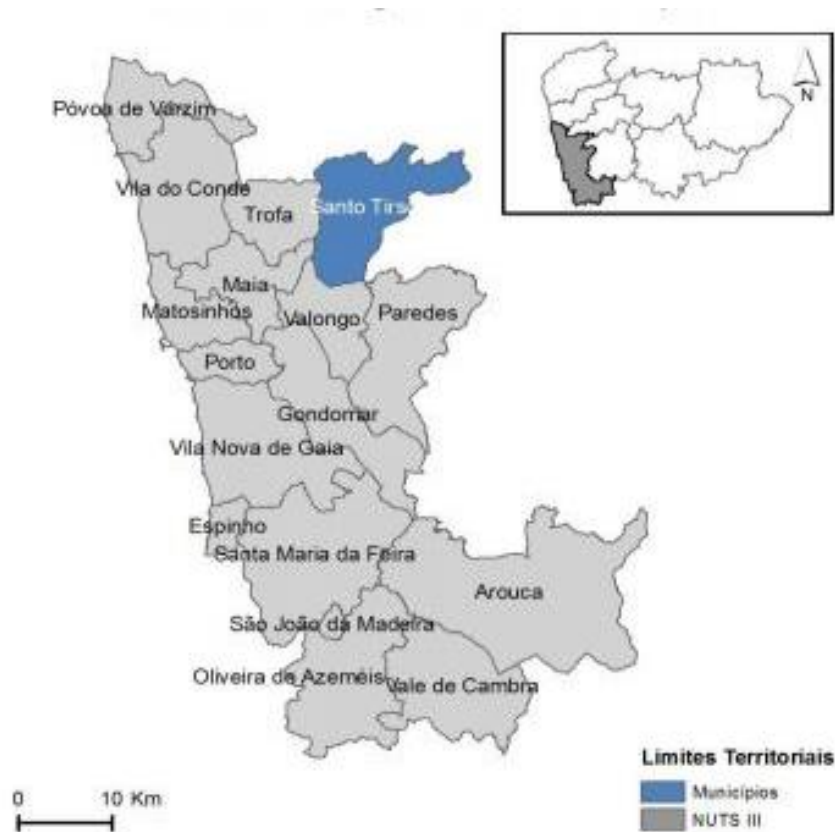 N
Póvoa de Varzim
Vila do Conde
Santo Tirs
Trofa
Maia
Matosinhos
Valongo
Paredes
Porto
Gondomar
Vila Nova de Gaia
Espinho
Santa Maria da Feira
Arouca
São João da Madeira
Oliveira de Azeméis
Vale de Cambra
Limites Territoriais
Municípios
NUTS III
0 10 Km